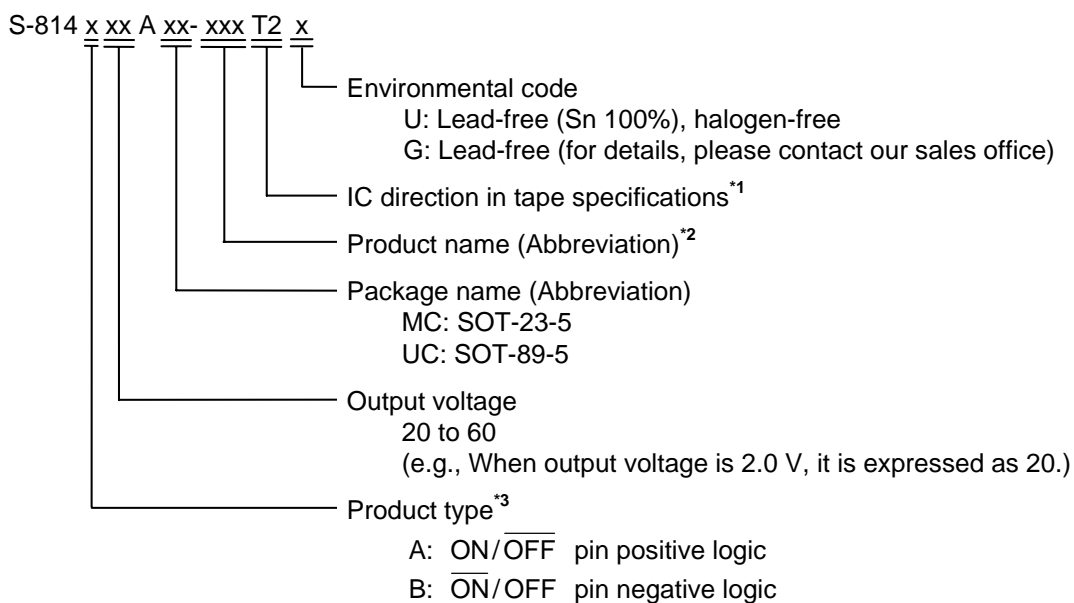 S-814 x xx A xx- xxx T2 x
Environmental code
U: Lead-free (Sn 100%), halogen-free
G: Lead-free (for details, please contact our sales office)
IC direction in tape specifications*1
Product name (Abbreviation)*2
Package name (Abbreviation)
MC: SOT-23-5
UC: SOT-89-5
Output voltage
20 to 60
(e.g., When output voltage is 2.0 V, it is expressed as 20.)
Product type*3
A: ON/O̅F̅F̅ pin positive logic
B: O̅N̅/OFF pin negative logic